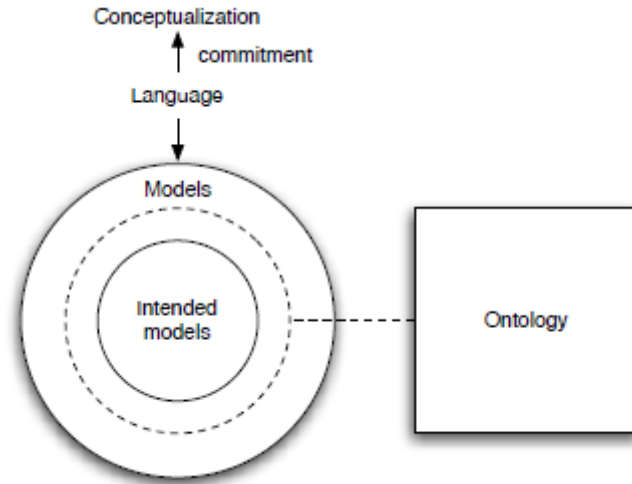 Conceptualization
commitment
Language
Models
Intended
models
Ontology